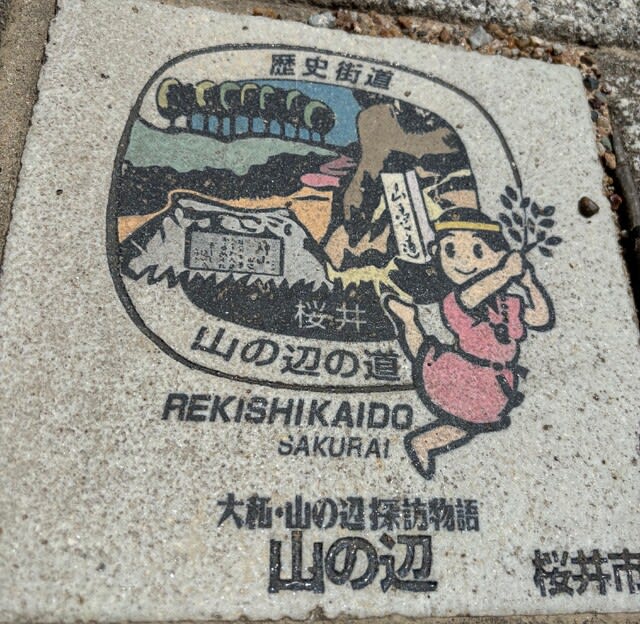 歴史街道
山の辺の道
桜井
山の辺の道
REKISHIKAIDO
SAKURAI
大和・山の辺 探訪物語
山の辺
桜井市